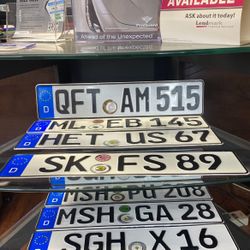 AVAILABLE
ASK about it today!
Landmark
Ahead of the Unexpected
D QFT AM 515
D ML EB 145
D HET US 67
D SK FS 89
MSH PU 208
D MSH GA 28
D SGH X 16